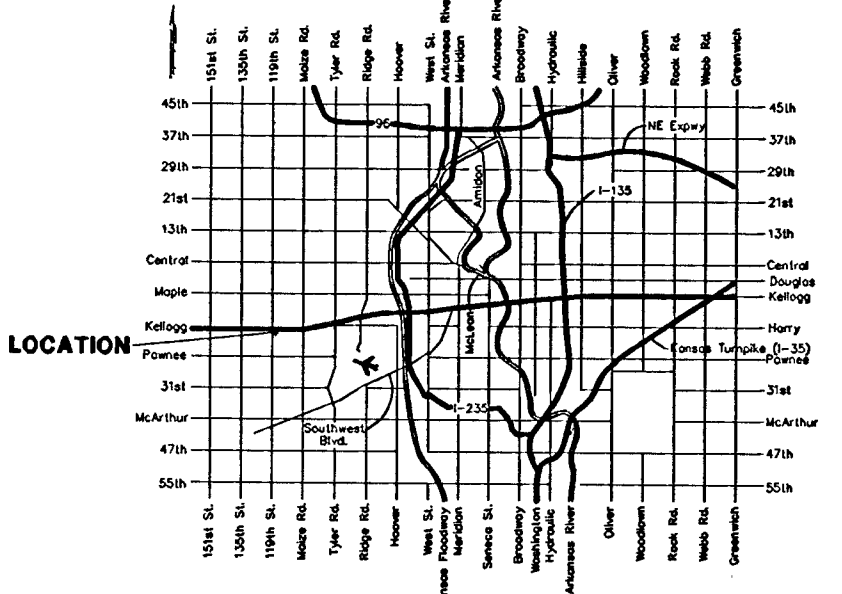 151st St.
135th St.
119th St.
Maize Rd.
Tyler Rd.
Ridge Rd.
Hoover
West St.
Arkansas River
Meridian
Arkansas Rive
Broadway
Hydraulic
Hillside
Oliver
Woodlawn
Rock Rd.
Webb Rd.
Greenwich
45th
37th
29th
21st
13th
Central
Maple
Kellogg
Pawnee
31st
McArthur
47th
55th
LOCATION
96
Amidon
McLean
I-135
NE Expwy
I-235
Southwest
Blvd.
Kansas Turnpike (I-35)
45th
37th
29th
21st
13th
Central
Douglas
Kellogg
Harry
Pawnee
31st
McArthur
47th
55th
151st St.
135th St.
119th St.
Maize Rd.
Tyler Rd.
Ridge Rd.
Hoover
West St.
nsas Floodway
Meridian
Seneca St.
Broadway
Washington
Hydraulic
Arkansas River
Oliver
Woodlawn
Rock Rd.
Webb Rd.
Greenwich